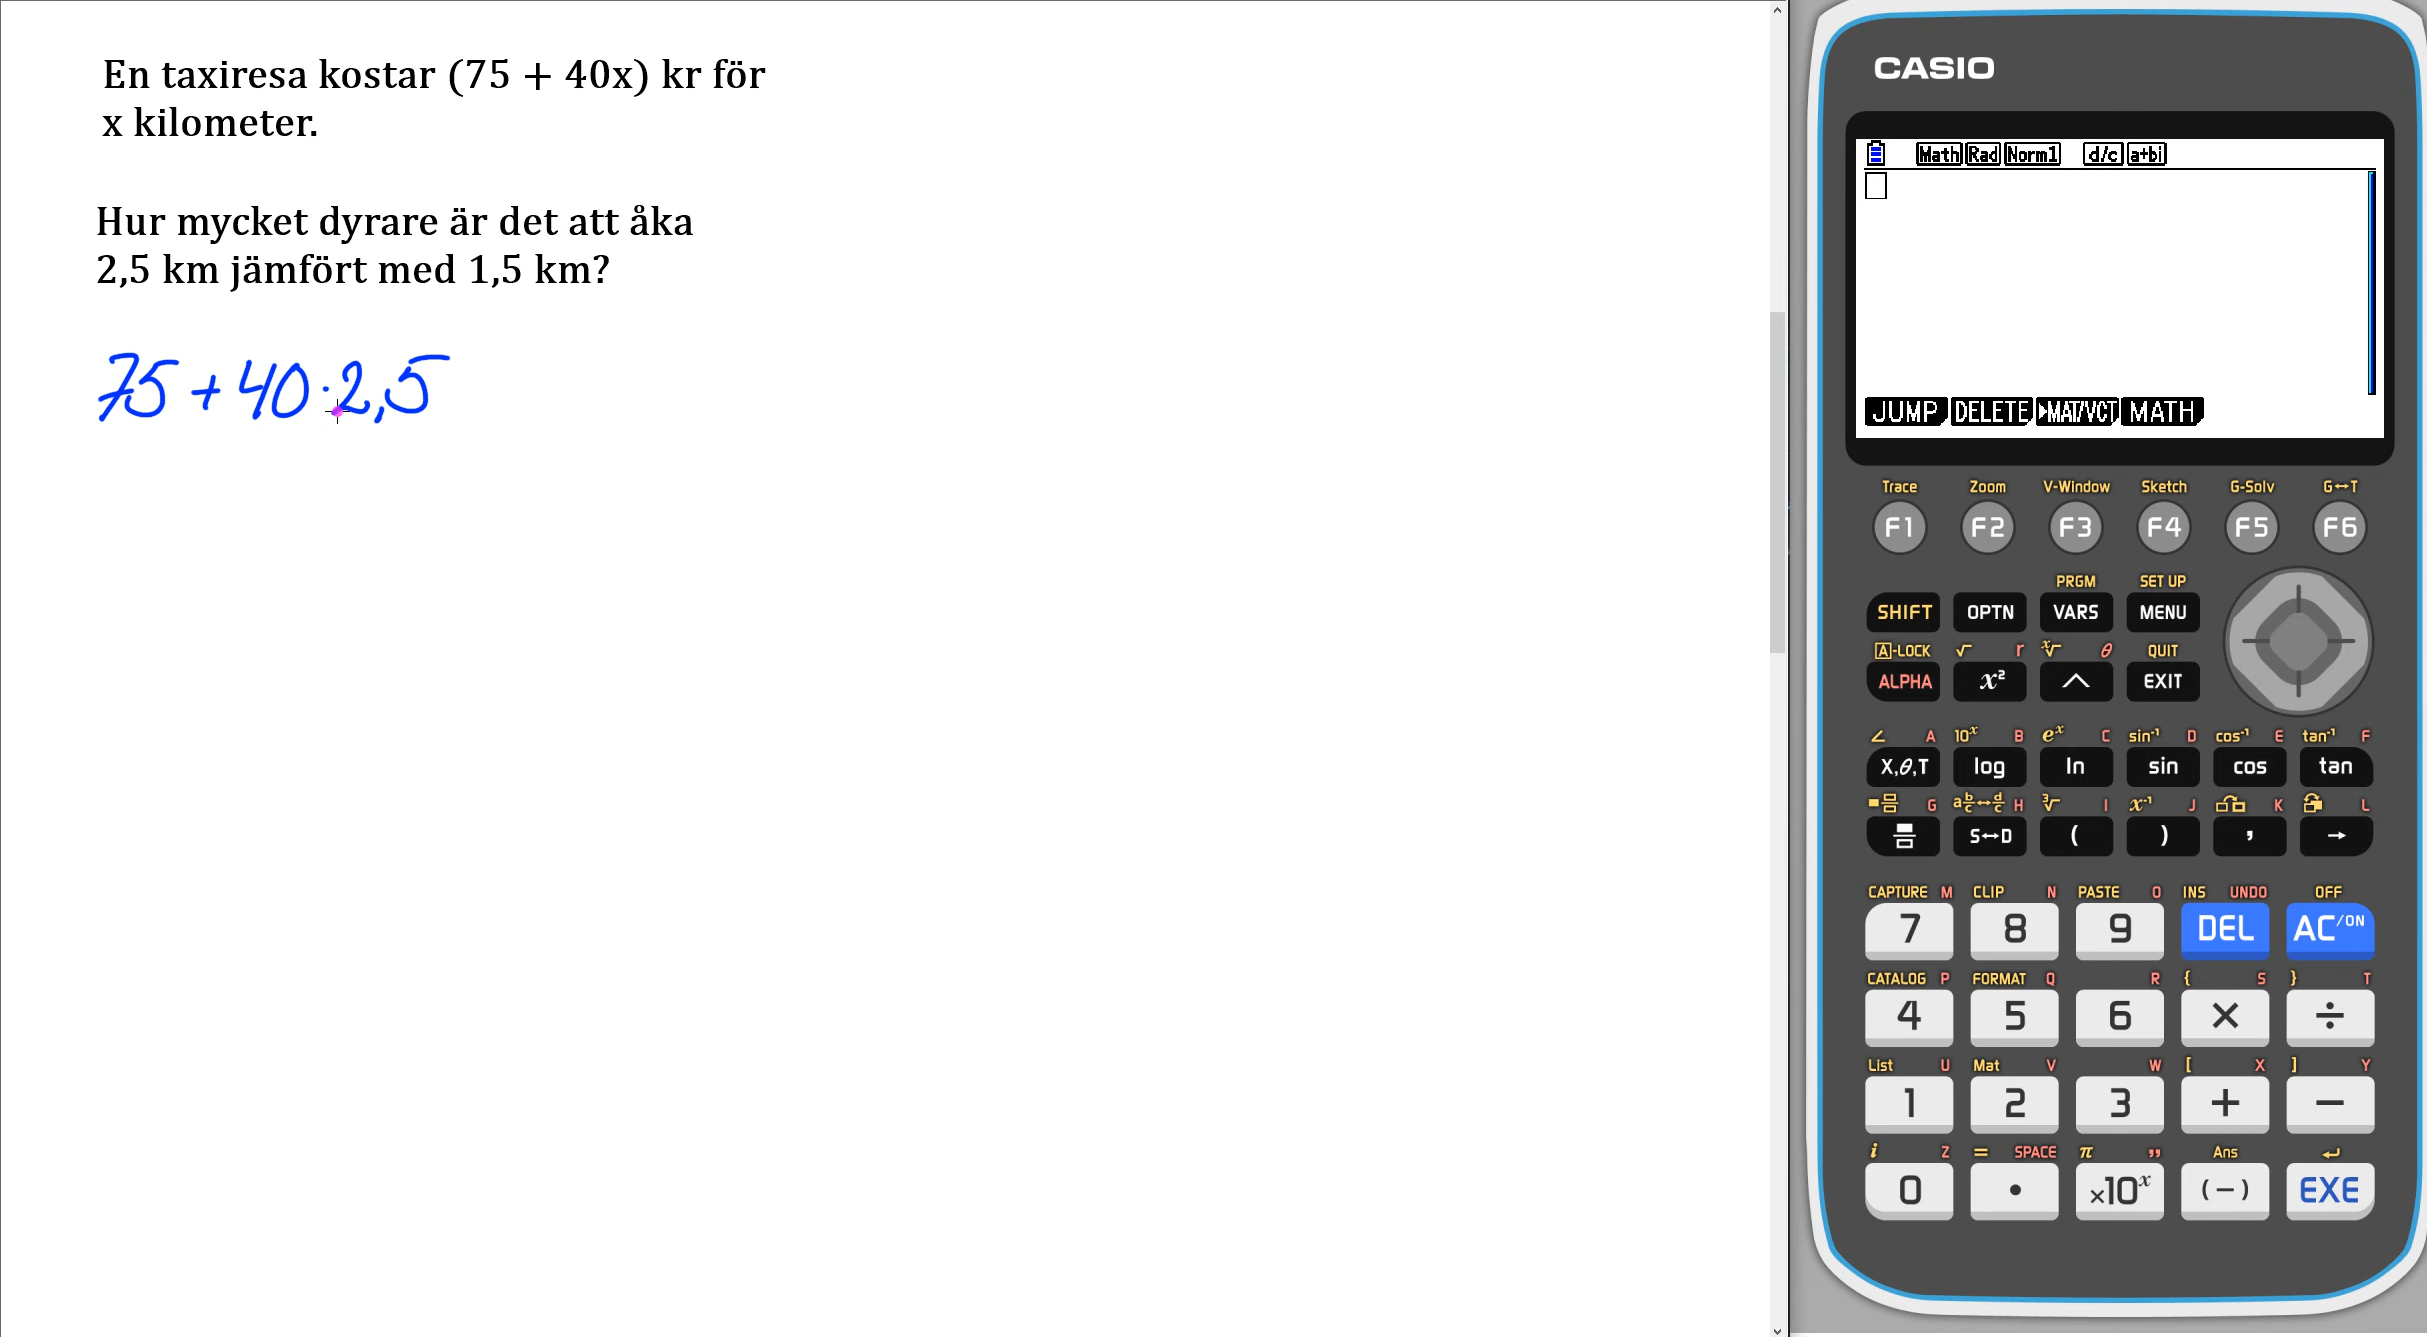 En taxiresa kostar (75 + 40x) kr för
x kilometer.
Hur mycket dyrare är det att åka
2,5 km jämfört med 1,5 km?
75 + 40 · 2,5
CASIO
Math Rad Norm1 d/c a+bi
JUMP DELETE ▶MAT/VCT MATH
Trace Zoom V-Window Sketch G-Solv G↔T
F1 F2 F3 F4 F5 F6
PRGM SET UP
SHIFT OPTN VARS MENU
A-LOCK √ r ˣ√ θ QUIT
ALPHA x² ^ EXIT
∠ A 10ˣ B eˣ C sin⁻¹ D cos⁻¹ E tan⁻¹ F
X,θ,T log ln sin cos tan
G a b/c↔d/c H ³√ I x⁻¹ J K L
S↔D ( ) , →
CAPTURE M CLIP N PASTE O INS UNDO OFF
7 8 9 DEL AC/ON
CATALOG P FORMAT Q R { S } T
4 5 6 × ÷
List U Mat V W [ X ] Y
1 2 3 + −
i Z = SPACE π " Ans ↵
0 • ×10ˣ (−) EXE